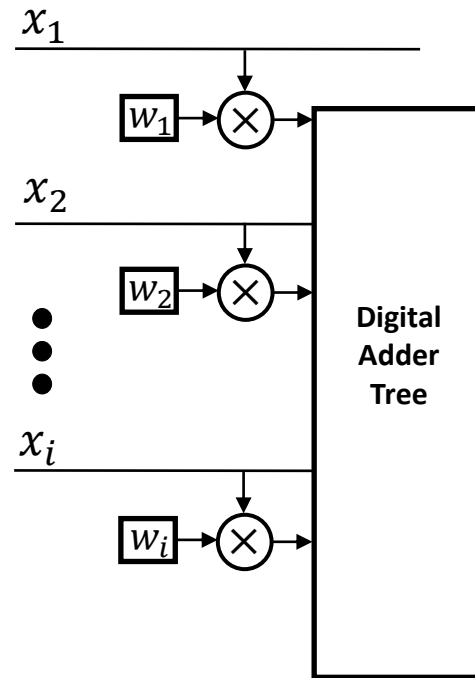 x₁
w₁
x₂
w₂
Digital
Adder
Tree
xᵢ
wᵢ